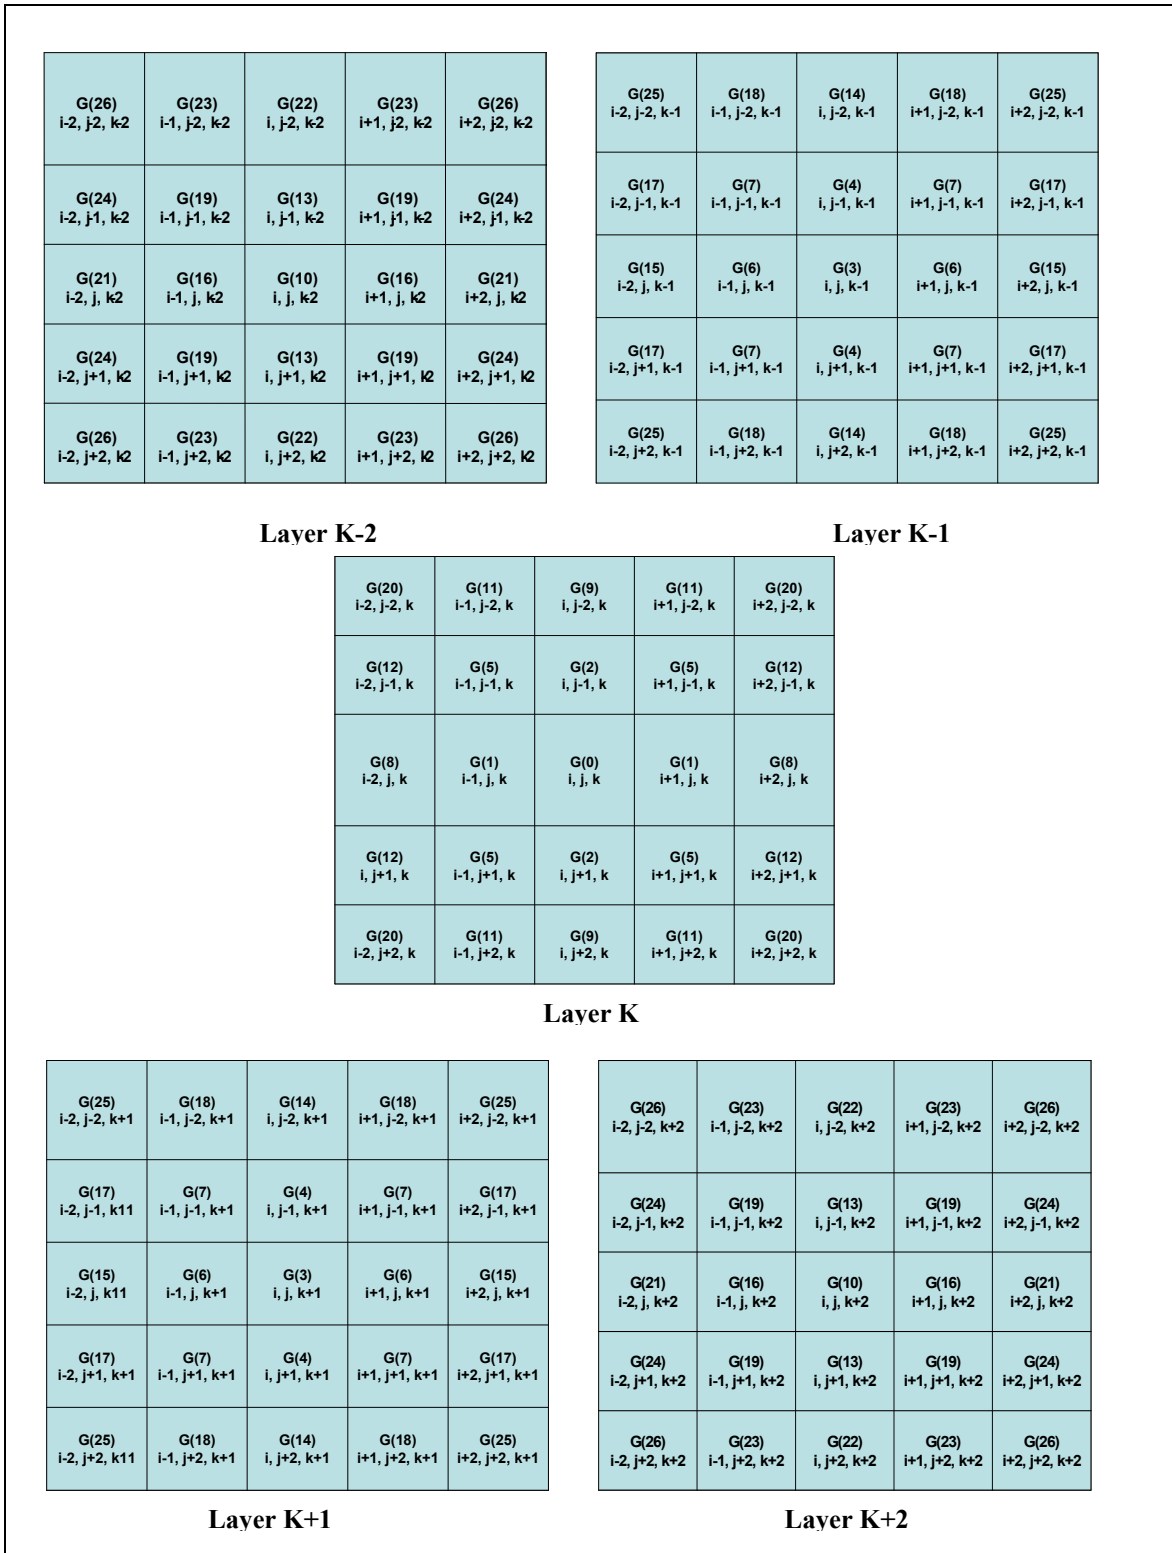 G(26) G(23) G(22) G(23) G(26)
i-2, j-2, k-2 i-1, j-2, k-2 i, j-2, k-2 i+1, j-2, k-2 i+2, j-2, k-2
G(24) G(19) G(13) G(19) G(24)
i-2, j-1, k-2 i-1, j-1, k-2 i, j-1, k-2 i+1, j-1, k-2 i+2, j-1, k-2
G(21) G(16) G(10) G(16) G(21)
i-2, j, k-2 i-1, j, k-2 i, j, k-2 i+1, j, k-2 i+2, j, k-2
G(24) G(19) G(13) G(19) G(24)
i-2, j+1, k-2 i-1, j+1, k-2 i, j+1, k-2 i+1, j+1, k-2 i+2, j+1, k-2
G(26) G(23) G(22) G(23) G(26)
i-2, j+2, k-2 i-1, j+2, k-2 i, j+2, k-2 i+1, j+2, k-2 i+2, j+2, k-2
Layer K-2
G(25) G(18) G(14) G(18) G(25)
i-2, j-2, k-1 i-1, j-2, k-1 i, j-2, k-1 i+1, j-2, k-1 i+2, j-2, k-1
G(17) G(7) G(4) G(7) G(17)
i-2, j-1, k-1 i-1, j-1, k-1 i, j-1, k-1 i+1, j-1, k-1 i+2, j-1, k-1
G(15) G(6) G(3) G(6) G(15)
i-2, j, k-1 i-1, j, k-1 i, j, k-1 i+1, j, k-1 i+2, j, k-1
G(17) G(7) G(4) G(7) G(17)
i-2, j+1, k-1 i-1, j+1, k-1 i, j+1, k-1 i+1, j+1, k-1 i+2, j+1, k-1
G(25) G(18) G(14) G(18) G(25)
i-2, j+2, k-1 i-1, j+2, k-1 i, j+2, k-1 i+1, j+2, k-1 i+2, j+2, k-1
Layer K-1
G(20) G(11) G(9) G(11) G(20)
i-2, j-2, k i-1, j-2, k i, j-2, k i+1, j-2, k i+2, j-2, k
G(12) G(5) G(2) G(5) G(12)
i-2, j-1, k i-1, j-1, k i, j-1, k i+1, j-1, k i+2, j-1, k
G(8) G(1) G(0) G(1) G(8)
i-2, j, k i-1, j, k i, j, k i+1, j, k i+2, j, k
G(12) G(5) G(2) G(5) G(12)
i, j+1, k i-1, j+1, k i, j+1, k i+1, j+1, k i+2, j+1, k
G(20) G(11) G(9) G(11) G(20)
i-2, j+2, k i-1, j+2, k i, j+2, k i+1, j+2, k i+2, j+2, k
Layer K
G(25) G(18) G(14) G(18) G(25)
i-2, j-2, k+1 i-1, j-2, k+1 i, j-2, k+1 i+1, j-2, k+1 i+2, j-2, k+1
G(17) G(7) G(4) G(7) G(17)
i-2, j-1, k11 i-1, j-1, k+1 i, j-1, k+1 i+1, j-1, k+1 i+2, j-1, k+1
G(15) G(6) G(3) G(6) G(15)
i-2, j, k11 i-1, j, k+1 i, j, k+1 i+1, j, k+1 i+2, j, k+1
G(17) G(7) G(4) G(7) G(17)
i-2, j+1, k+1 i-1, j+1, k+1 i, j+1, k+1 i+1, j+1, k+1 i+2, j+1, k+1
G(25) G(18) G(14) G(18) G(25)
i-2, j+2, k11 i-1, j+2, k+1 i, j+2, k+1 i+1, j+2, k+1 i+2, j+2, k+1
Layer K+1
G(26) G(23) G(22) G(23) G(26)
i-2, j-2, k+2 i-1, j-2, k+2 i, j-2, k+2 i+1, j-2, k+2 i+2, j-2, k+2
G(24) G(19) G(13) G(19) G(24)
i-2, j-1, k+2 i-1, j-1, k+2 i, j-1, k+2 i+1, j-1, k+2 i+2, j-1, k+2
G(21) G(16) G(10) G(16) G(21)
i-2, j, k+2 i-1, j, k+2 i, j, k+2 i+1, j, k+2 i+2, j, k+2
G(24) G(19) G(13) G(19) G(24)
i-2, j+1, k+2 i-1, j+1, k+2 i, j+1, k+2 i+1, j+1, k+2 i+2, j+1, k+2
G(26) G(23) G(22) G(23) G(26)
i-2, j+2, k+2 i-1, j+2, k+2 i, j+2, k+2 i+1, j+2, k+2 i+2, j+2, k+2
Layer K+2